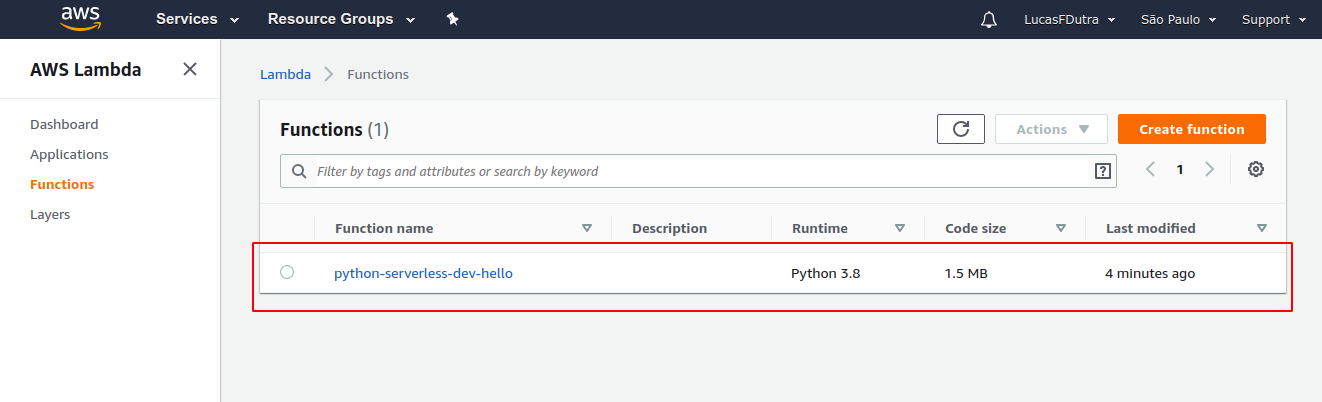 aws Services Resource Groups LucasFDutra São Paulo Support
AWS Lambda
Dashboard
Applications
Functions
Layers
Lambda Functions
Functions (1) Actions Create function
Filter by tags and attributes or search by keyword ? 1
Function name Description Runtime Code size Last modified
python-serverless-dev-hello Python 3.8 1.5 MB 4 minutes ago